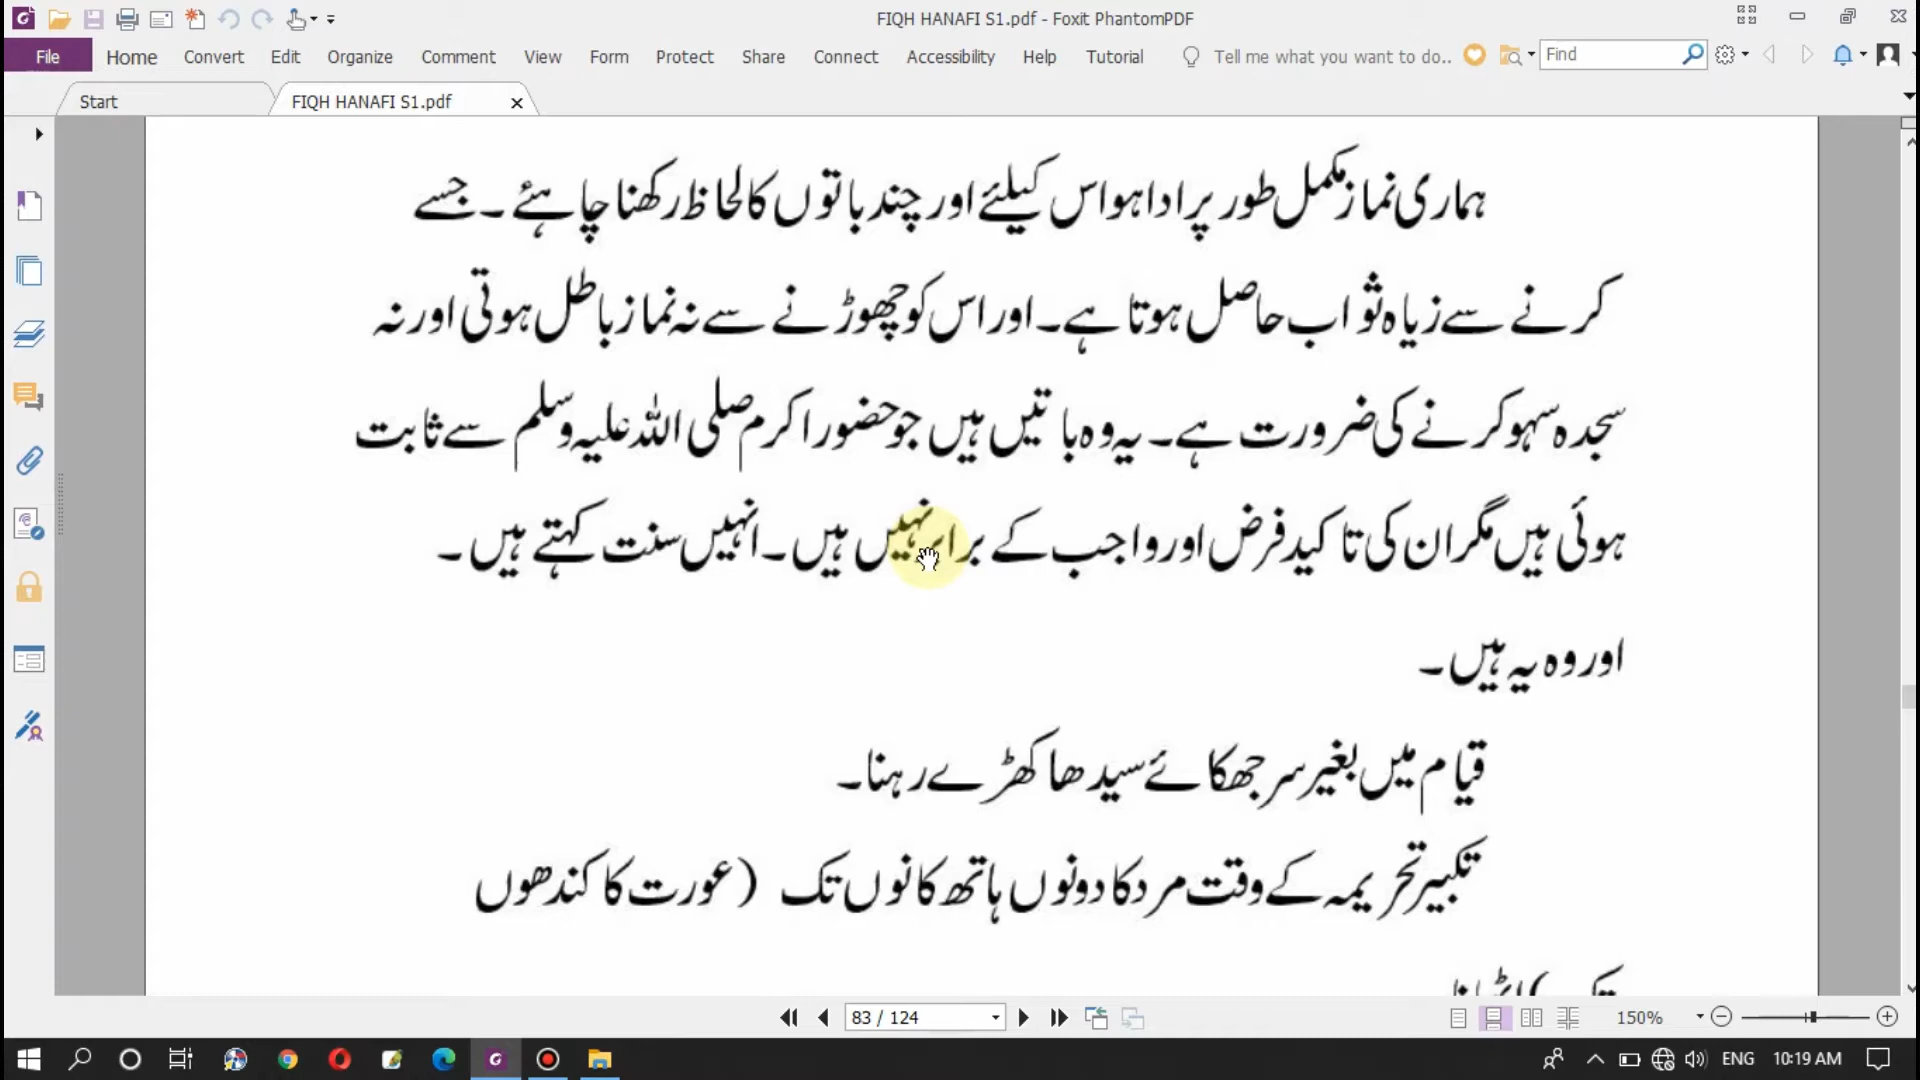 FIQH HANAFI S1.pdf - Foxit PhantomPDF
File Home Convert Edit Organize Comment View Form Protect Share Connect Accessibility Help Tutorial Tell me what you want to do.. Find
Start FIQH HANAFI S1.pdf
ہماری نماز مکمل طور پر ادا ہو اس کیلئے اور چند باتوں کا لحاظ رکھنا چاہئے ۔ جسے
کرنے سے زیاہ ثواب حاصل ہوتا ہے۔ اور اس کو چھوڑنے سے نہ نماز باطل ہوتی اور نہ
سجدہ سہو کرنے کی ضرورت ہے۔ یہ وہ باتیں ہیں جو حضور اکرم صلی اللہ علیہ وسلم سے ثابت
ہوئی ہیں مگر ان کی تاکید فرض اور واجب کے برابر نہیں ہیں۔ انہیں سنت کہتے ہیں ۔
اور وہ یہ ہیں ۔
قیام میں بغیر سر جھکائے سیدھا کھڑے رہنا۔
تکبیر تحریمہ کے وقت مرد کا دونوں ہاتھ کانوں تک (عورت کا کندھوں
83 / 124 150%
ENG 10:19 AM